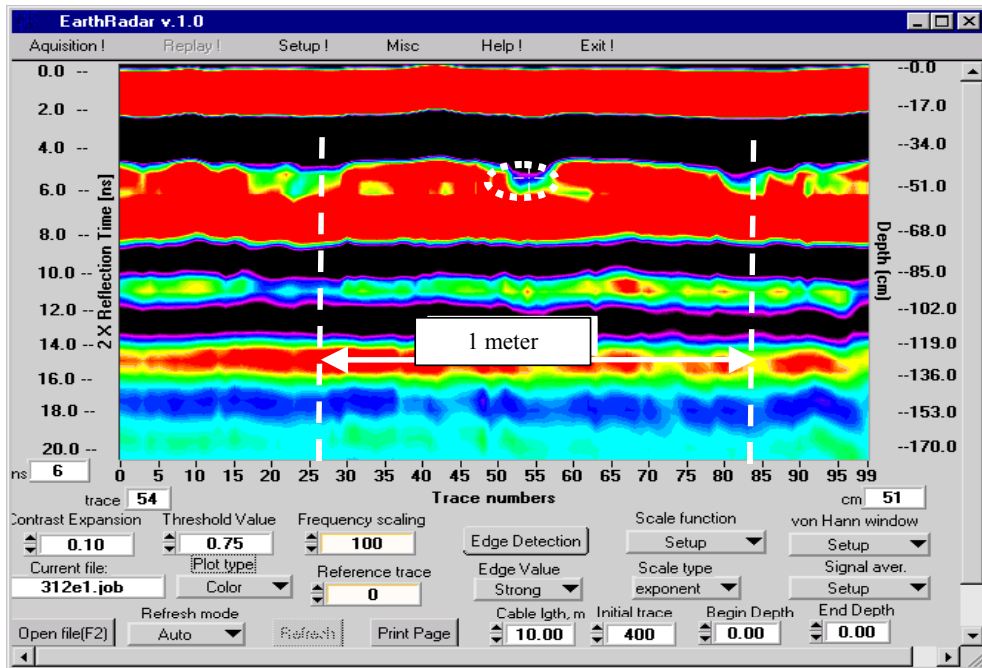 EarthRadar v.1.0
Aquisition ! Replay ! Setup ! Misc Help ! Exit !
0.0 -- --0.0
2.0 -- --17.0
4.0 -- --34.0
6.0 -- --51.0
8.0 -- --68.0
10.0 -- --85.0
12.0 -- --102.0
14.0 -- --119.0
16.0 -- --136.0
18.0 -- --153.0
20.0 -- --170.0
2 X Reflection Time [ns]
Depth [cm]
1 meter
ns 6
0 5 10 15 20 25 30 35 40 45 50 55 60 65 70 75 80 85 90 95 99
trace 54 Trace numbers cm 51
Contrast Expansion Threshold Value Frequency scaling Scale function von Hann window
0.10 0.75 100 Edge Detection Setup Setup
Current file: Plot type Reference trace Edge Value Scale type Signal aver.
312e1.job Color 0 Strong exponent Setup
Refresh mode Cable lgth, m Initial trace Begin Depth End Depth
Open file(F2) Auto Refresh Print Page 10.00 400 0.00 0.00